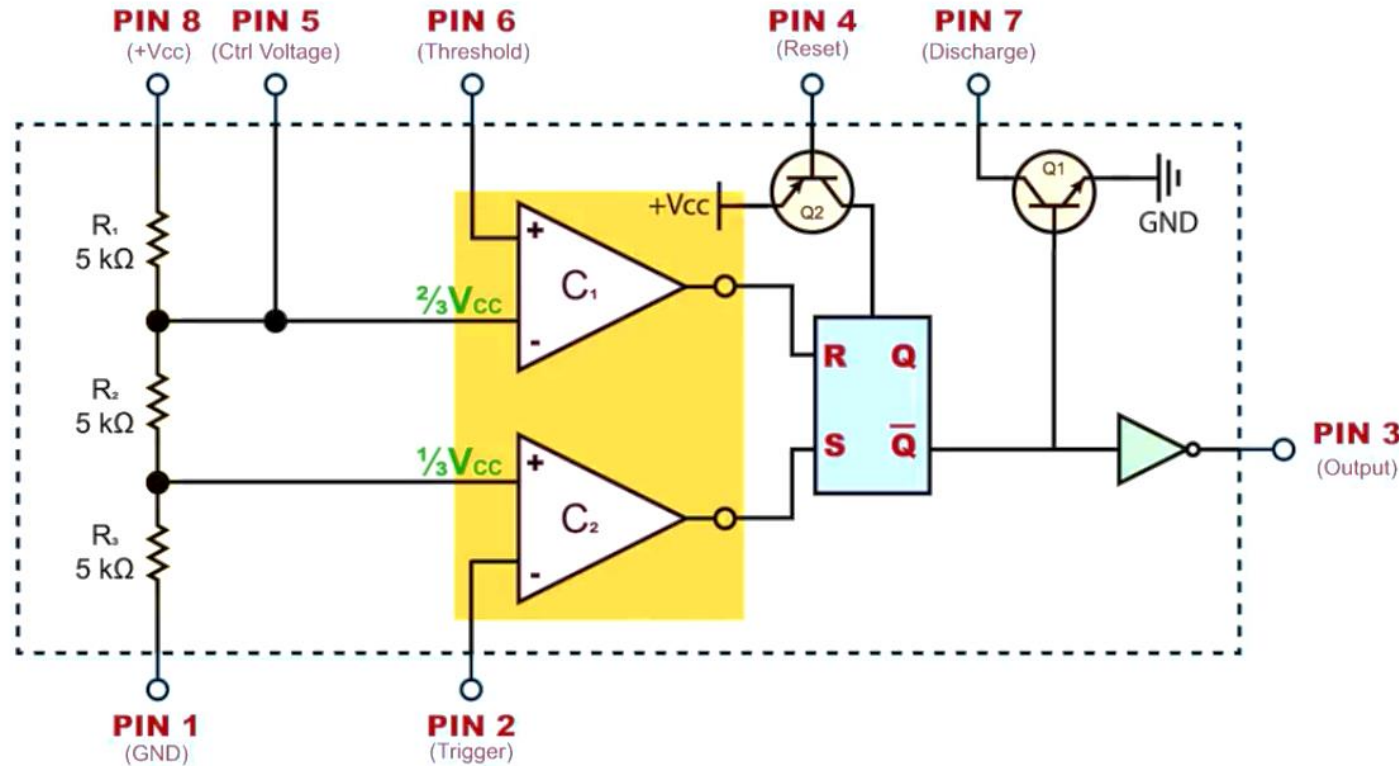 PIN 8
(+Vcc)
PIN 5
(Ctrl Voltage)
PIN 6
(Threshold)
PIN 4
(Reset)
PIN 7
(Discharge)
R₁
5 kΩ
R₂
5 kΩ
R₃
5 kΩ
⅔Vcc
⅓Vcc
+
C₁
-
+
C₂
-
+Vcc
Q2
Q1
GND
R Q
S Q̅
PIN 3
(Output)
PIN 1
(GND)
PIN 2
(Trigger)